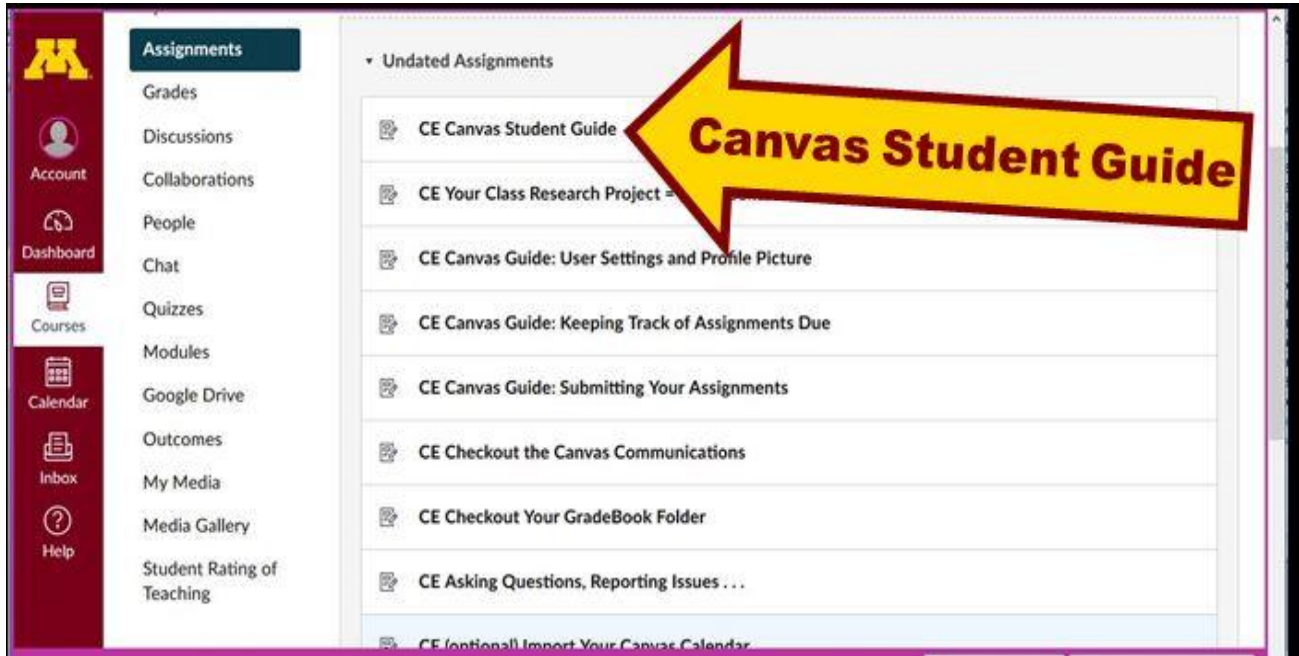 M
Account
Dashboard
Courses
Calendar
Inbox
Help
Assignments
Grades
Discussions
Collaborations
People
Chat
Quizzes
Modules
Google Drive
Outcomes
My Media
Media Gallery
Student Rating of
Teaching
Undated Assignments
CE Canvas Student Guide
CE Your Class Research Project =
CE Canvas Guide: User Settings and Profile Picture
CE Canvas Guide: Keeping Track of Assignments Due
CE Canvas Guide: Submitting Your Assignments
CE Checkout the Canvas Communications
CE Checkout Your GradeBook Folder
CE Asking Questions, Reporting Issues . . .
CE (optional) Import Your Canvas Calendar
Canvas Student Guide